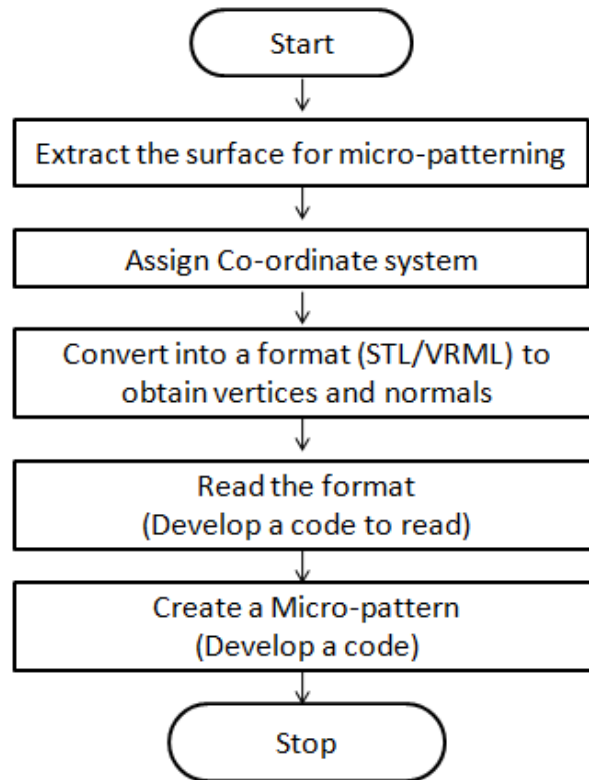 Start
Extract the surface for micro-patterning
Assign Co-ordinate system
Convert into a format (STL/VRML) to
obtain vertices and normals
Read the format
(Develop a code to read)
Create a Micro-pattern
(Develop a code)
Stop